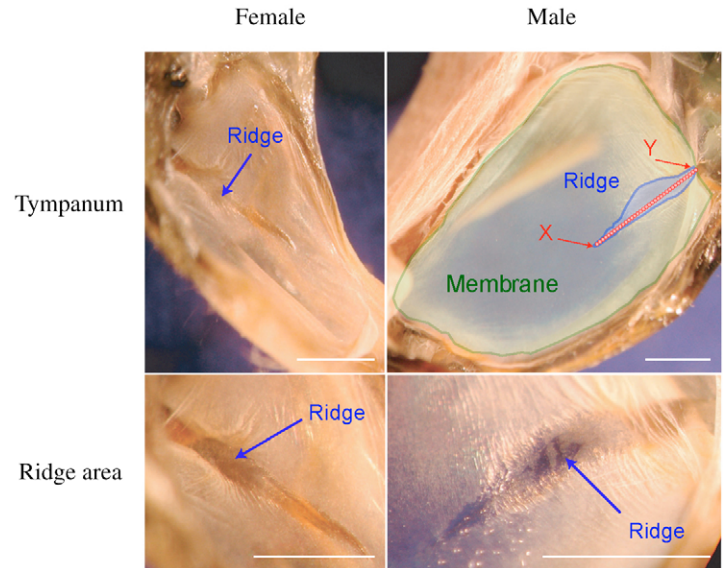 Female
Male
Tympanum
Ridge
Y
Ridge
X
Membrane
Ridge area
Ridge
Ridge